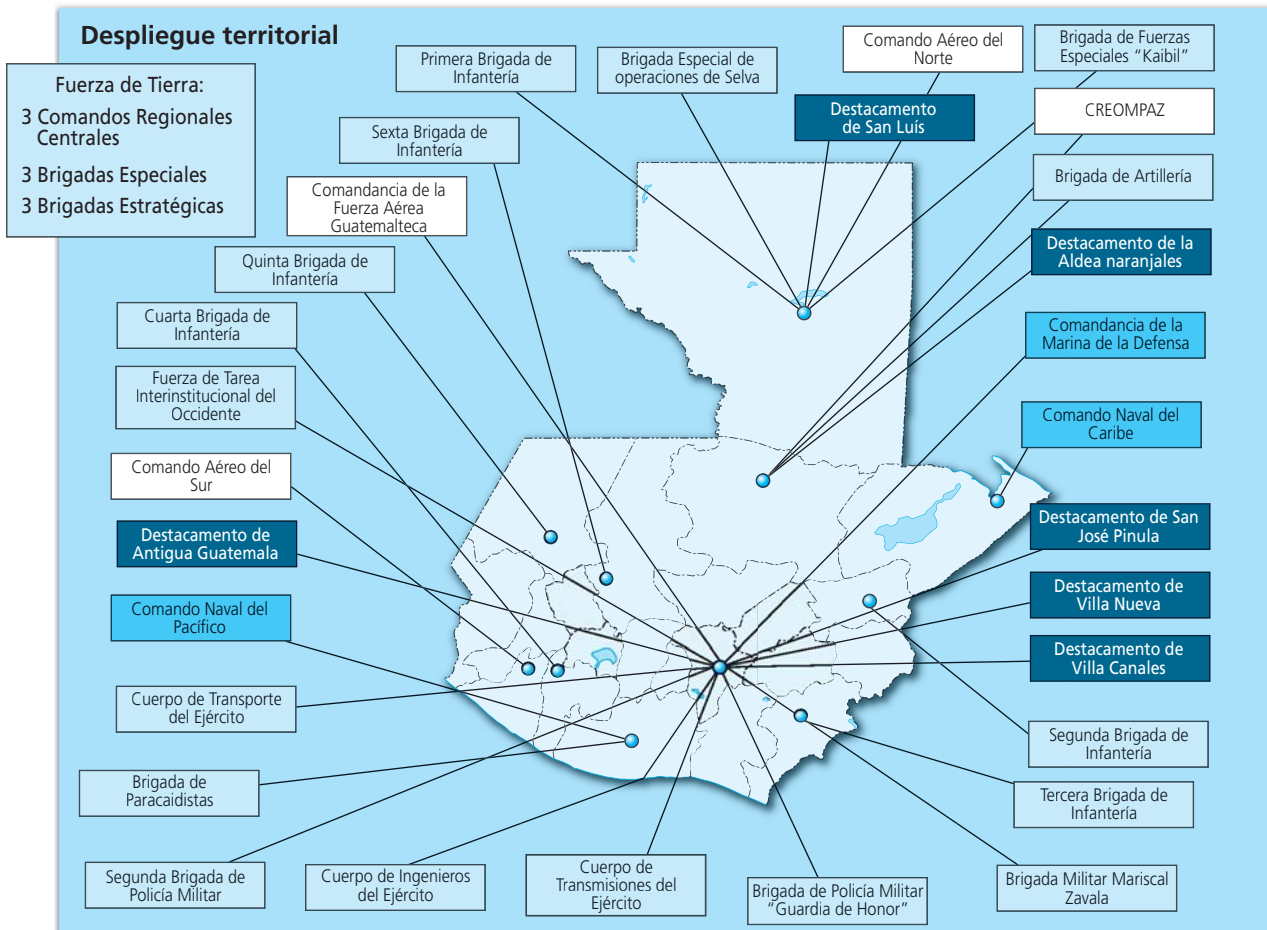 Despliegue territorial
Fuerza de Tierra:
3 Comandos Regionales
Centrales
3 Brigadas Especiales
3 Brigadas Estratégicas
Primera Brigada de
Infantería
Brigada Especial de
operaciones de Selva
Comando Aéreo del
Norte
Brigada de Fuerzas
Especiales "Kaibil"
Destacamento
de San Luís
CREOMPAZ
Sexta Brigada de
Infantería
Brigada de Artillería
Comandancia de la
Fuerza Aérea
Guatemalteca
Destacamento de la
Aldea naranjales
Quinta Brigada de
Infantería
Cuarta Brigada de
Infantería
Comandancia de la
Marina de la Defensa
Fuerza de Tarea
Interinstitucional del
Occidente
Comando Naval del
Caribe
Comando Aéreo del
Sur
Destacamento de
Antigua Guatemala
Destacamento de San
José Pinula
Comando Naval del
Pacífico
Destacamento de
Villa Nueva
Destacamento de
Villa Canales
Cuerpo de Transporte
del Ejército
Segunda Brigada de
Infantería
Brigada de
Paracaidistas
Tercera Brigada de
Infantería
Segunda Brigada de
Policía Militar
Cuerpo de Ingenieros
del Ejército
Cuerpo de
Transmisiones del
Ejército
Brigada de Policía Militar
"Guardia de Honor"
Brigada Militar Mariscal
Zavala